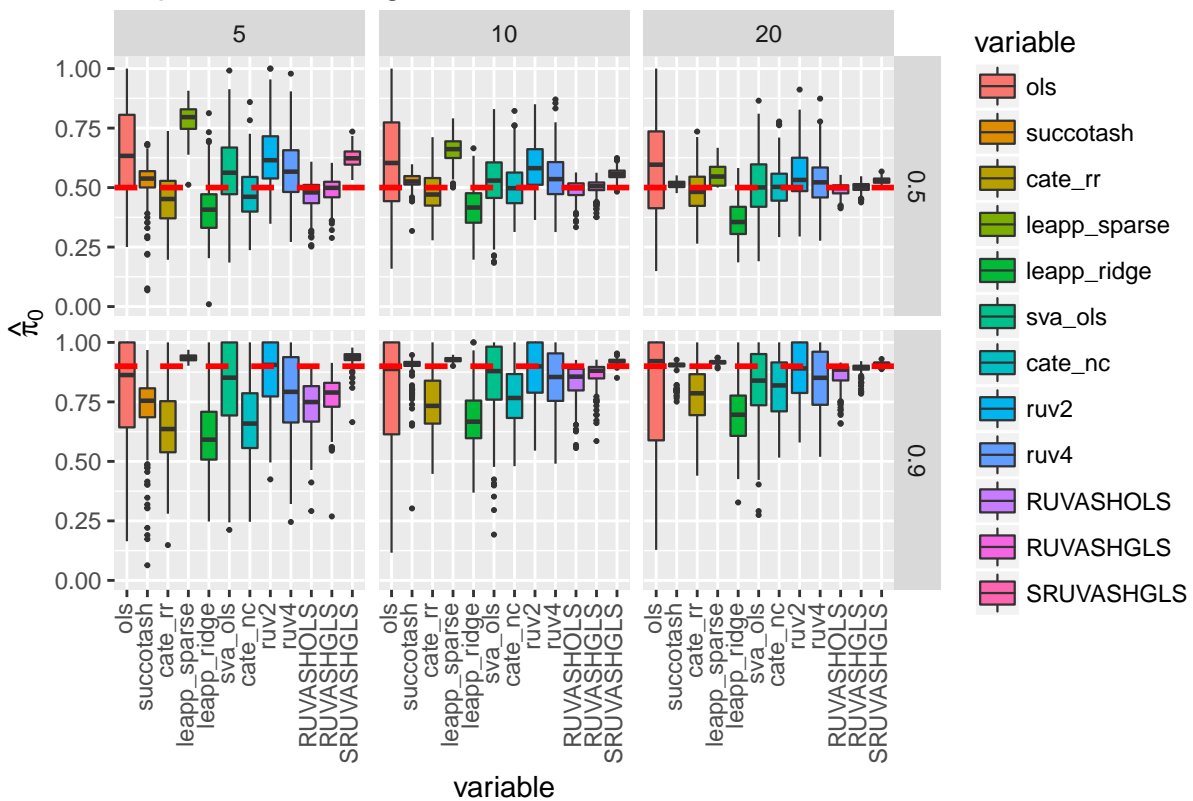 5
10
20
1.00
0.75
0.50
0.25
0.00
0.5
1.00
0.75
0.50
0.25
0.00
0.9
π̂0
ols
succotash
cate_rr
leapp_sparse
leapp_ridge
sva_ols
cate_nc
ruv2
ruv4
RUVASHOLS
RUVASHGLS
SRUVASHGLS
ols
succotash
cate_rr
leapp_sparse
leapp_ridge
sva_ols
cate_nc
ruv2
ruv4
RUVASHOLS
RUVASHGLS
SRUVASHGLS
ols
succotash
cate_rr
leapp_sparse
leapp_ridge
sva_ols
cate_nc
ruv2
ruv4
RUVASHOLS
RUVASHGLS
SRUVASHGLS
variable
variable
ols
succotash
cate_rr
leapp_sparse
leapp_ridge
sva_ols
cate_nc
ruv2
ruv4
RUVASHOLS
RUVASHGLS
SRUVASHGLS